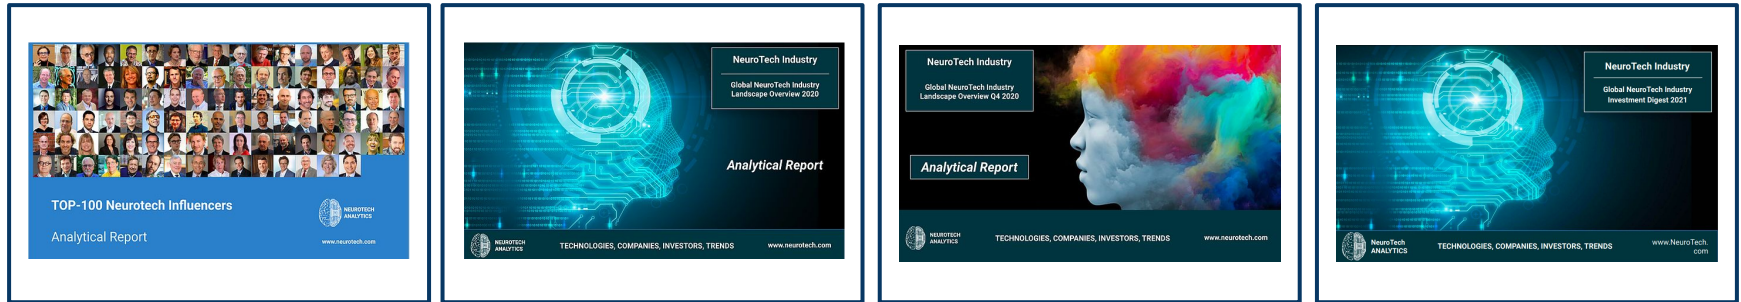 TOP-100 Neurotech Influencers
Analytical Report
NEUROTECH
ANALYTICS
www.neurotech.com
NeuroTech Industry
Global NeuroTech Industry
Landscape Overview 2020
Analytical Report
NEUROTECH
ANALYTICS
TECHNOLOGIES, COMPANIES, INVESTORS, TRENDS
www.neurotech.com
NeuroTech Industry
Global NeuroTech Industry
Landscape Overview Q4 2020
Analytical Report
NEUROTECH
ANALYTICS
TECHNOLOGIES, COMPANIES, INVESTORS, TRENDS
www.neurotech.com
NeuroTech Industry
Global NeuroTech Industry
Investment Digest 2021
NeuroTech
ANALYTICS
TECHNOLOGIES, COMPANIES, INVESTORS, TRENDS
www.NeuroTech.
com